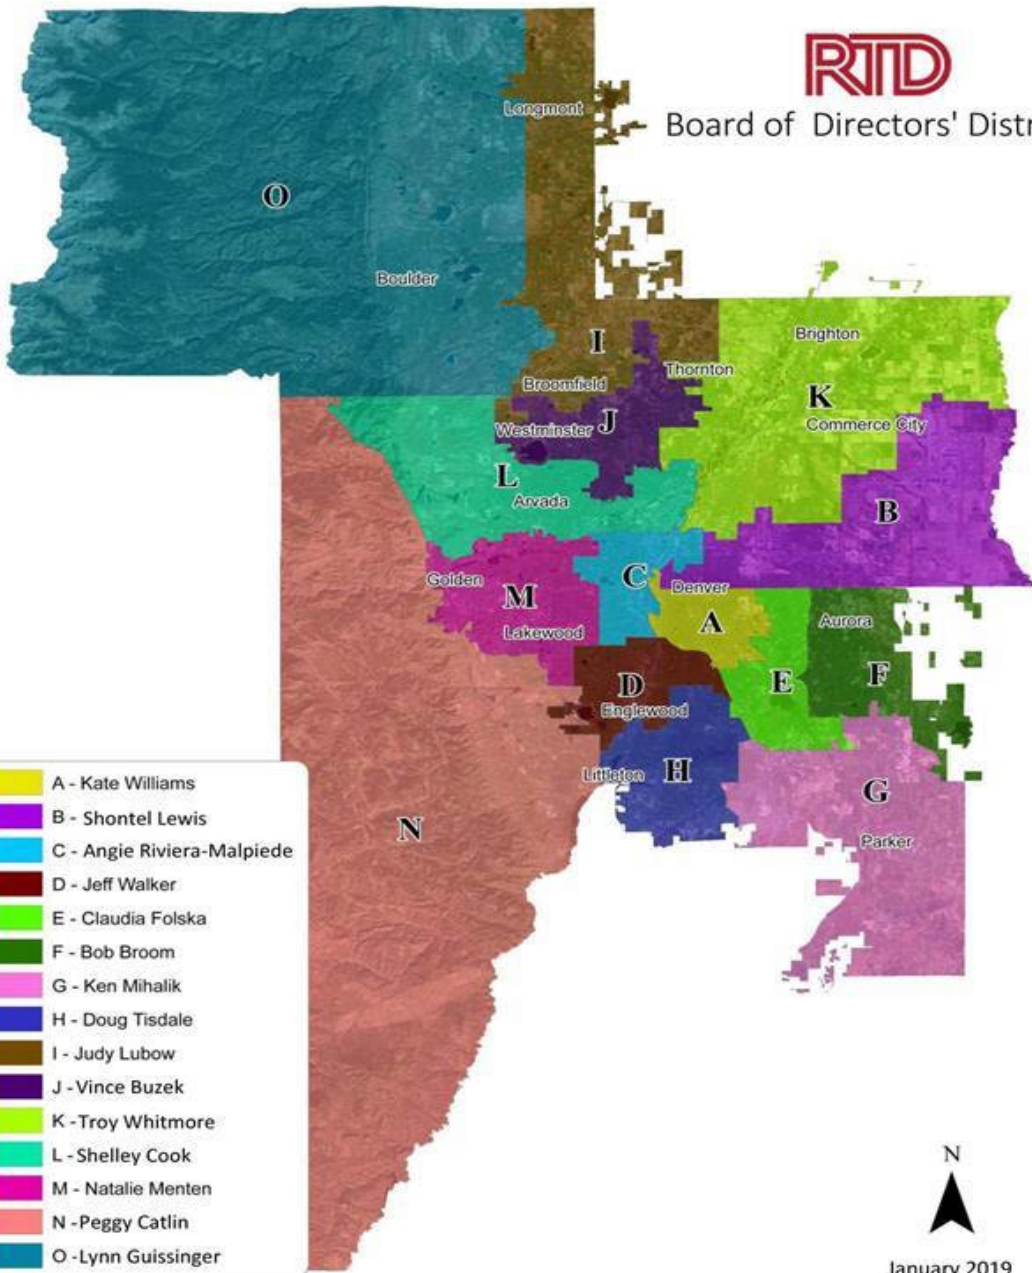 RTD
Board of Directors' Distr
Longmont
O
Boulder
I
Brighton
Thornton
Broomfield
K
J
Westminster
Commerce City
L
Arvada
B
C
Golden
M
Denver
Lakewood
A
Aurora
D
E
F
Englewood
Littleton
H
G
N
Parker
A - Kate Williams
B - Shontel Lewis
C - Angie Riviera-Malpiede
D - Jeff Walker
E - Claudia Folska
F - Bob Broom
G - Ken Mihalik
H - Doug Tisdale
I - Judy Lubow
J -Vince Buzek
K -Troy Whitmore
L -Shelley Cook
M - Natalie Menten
N -Peggy Catlin
O -Lynn Guissinger
N
January 2019